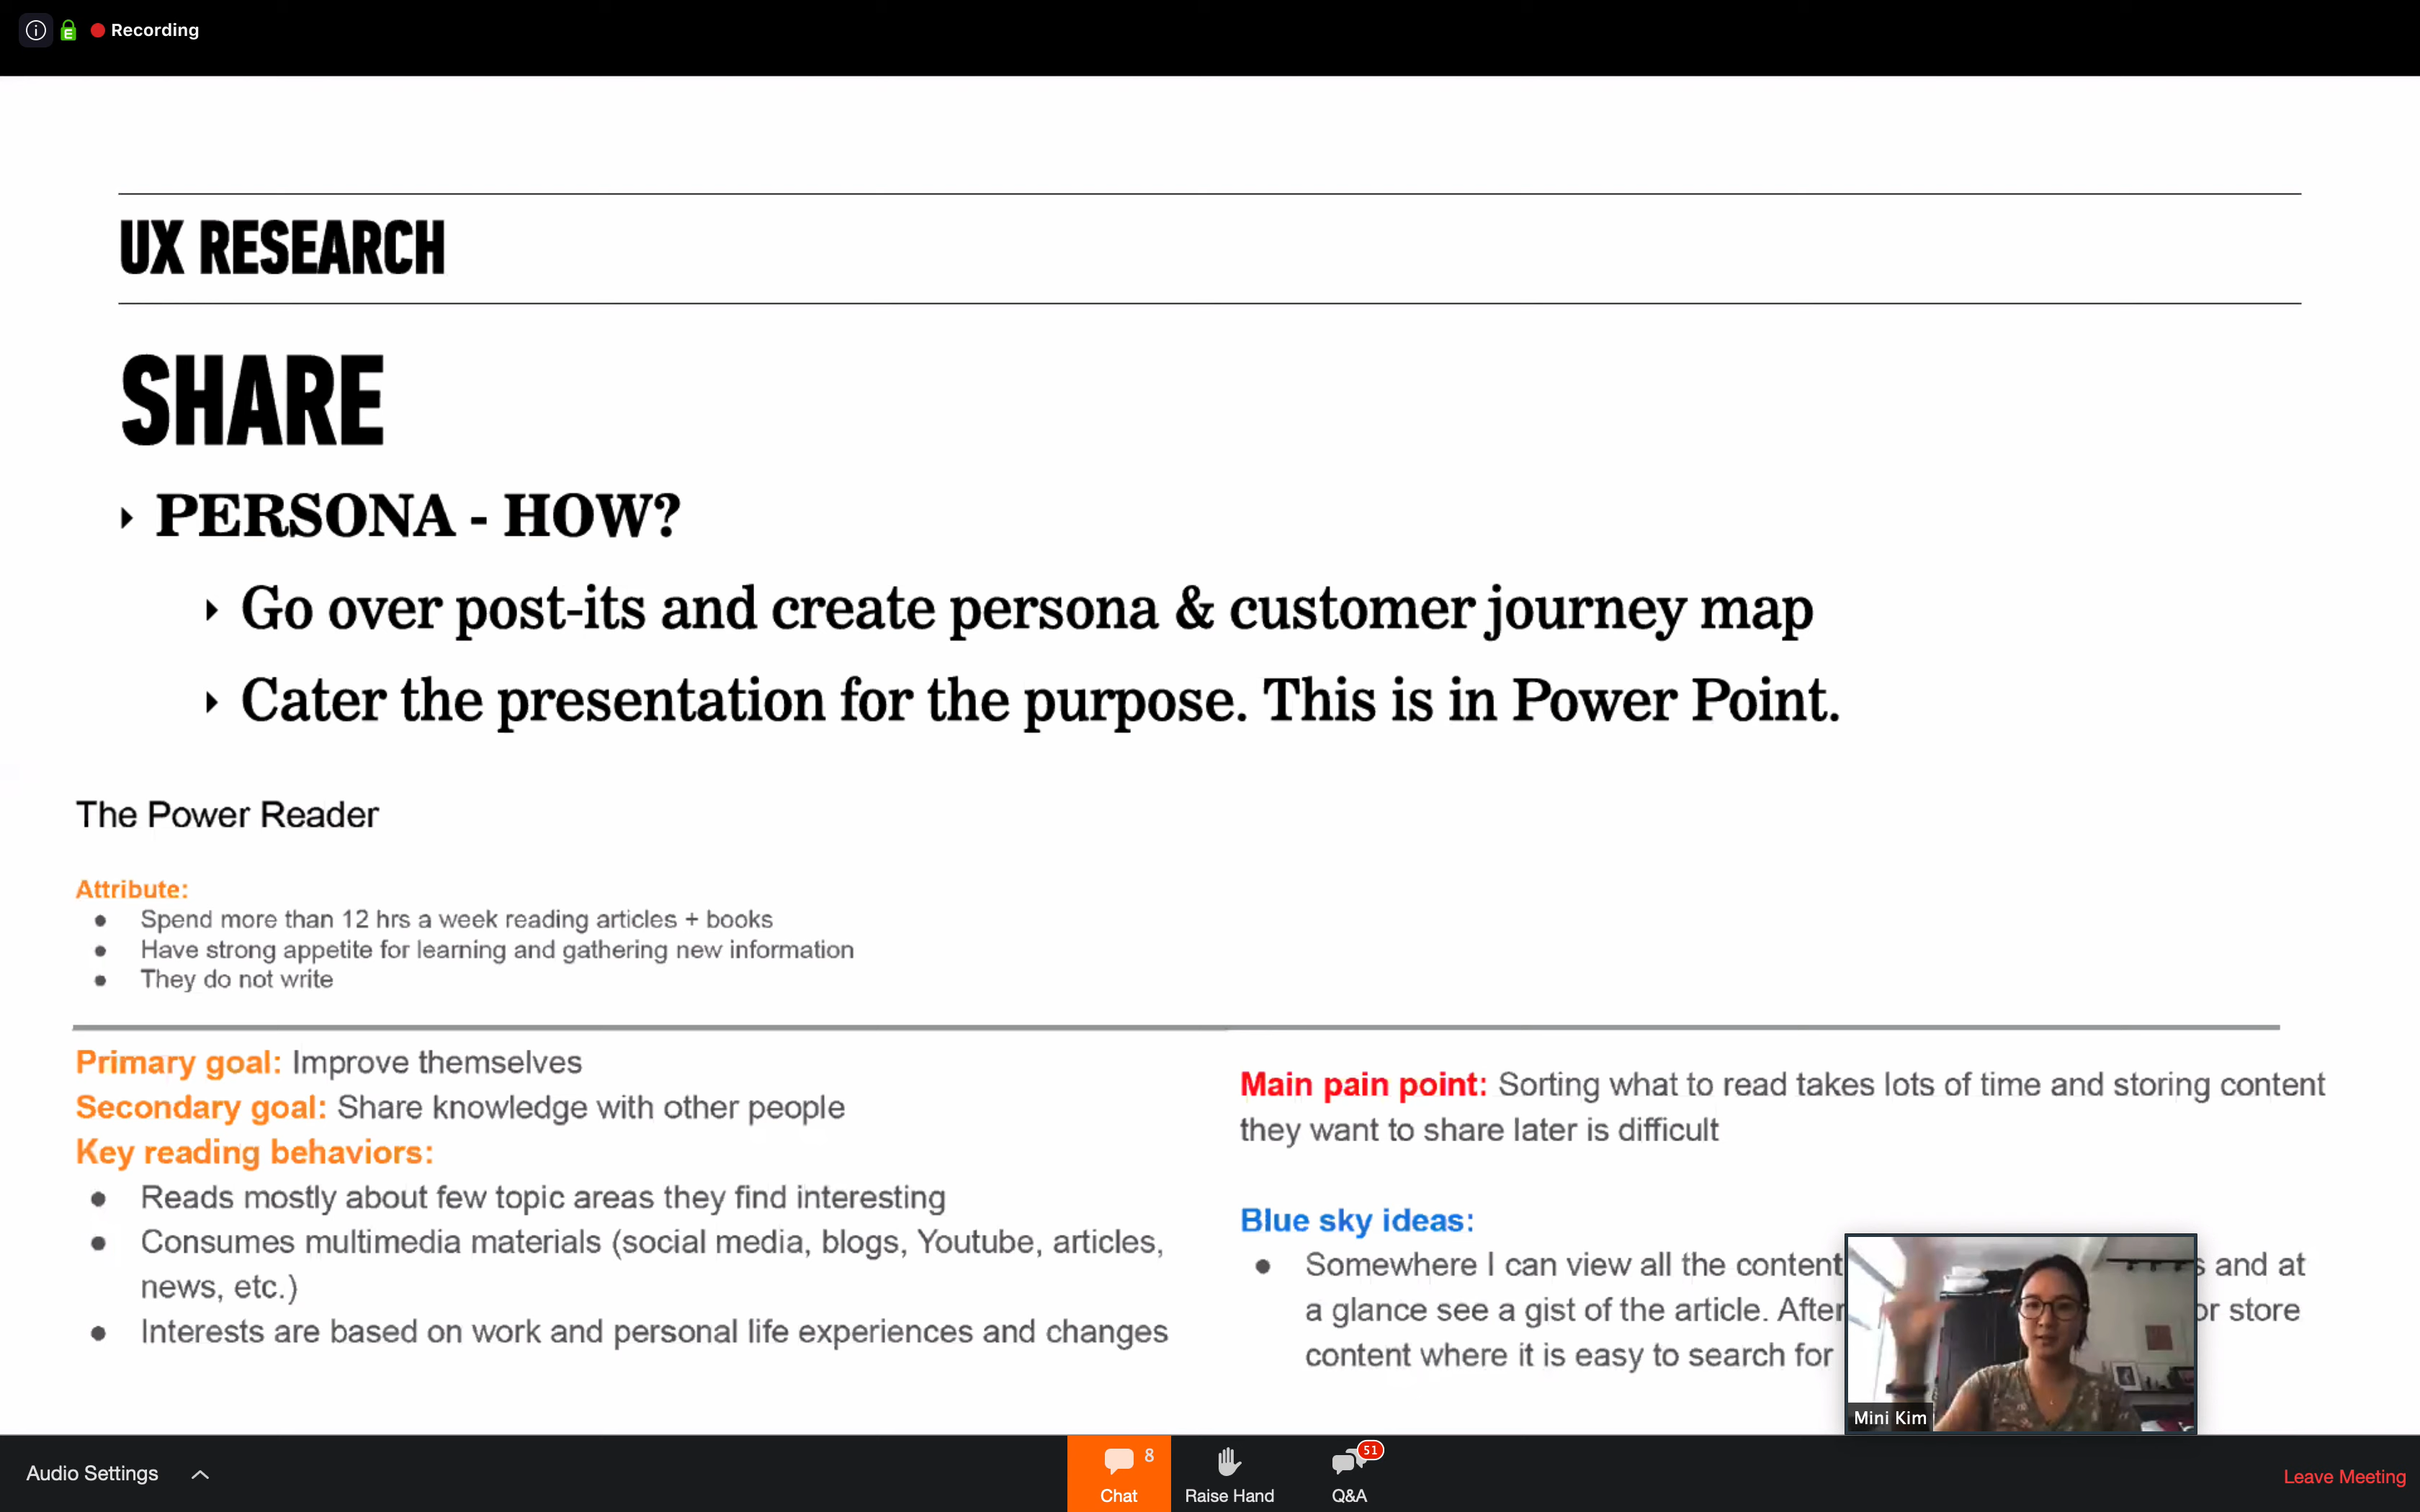 Recording
UX RESEARCH
SHARE
PERSONA - HOW?
Go over post-its and create persona & customer journey map
Cater the presentation for the purpose. This is in Power Point.
The Power Reader
Attribute:
Spend more than 12 hrs a week reading articles + books
Have strong appetite for learning and gathering new information
They do not write
Primary goal: Improve themselves
Secondary goal: Share knowledge with other people
Key reading behaviors:
Reads mostly about few topic areas they find interesting
Consumes multimedia materials (social media, blogs, Youtube, articles,
news, etc.)
Interests are based on work and personal life experiences and changes
Main pain point: Sorting what to read takes lots of time and storing content
they want to share later is difficult
Blue sky ideas:
Somewhere I can view all the content and at
a glance see a gist of the article. After or store
content where it is easy to search for
Mini Kim
Audio Settings
8
Chat
Raise Hand
51
Q&A
Leave Meeting